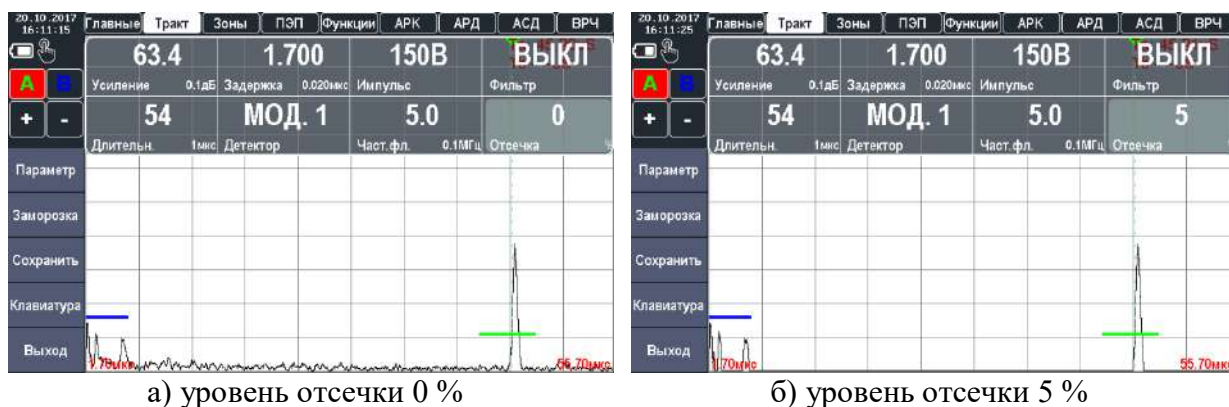 20.10.2017 16:11:15
Главные Тракт Зоны ПЭП Функции АРК АРД АСД ВРЧ
63.4 1.700 150В ВЫКЛ
А В
Усиление 0.1дБ Задержка 0.020мкс Импульс Фильтр
+ - 54 МОД. 1 5.0 0
Длительн. 1мкс Детектор Част.фл. 0.1МГц Отсечка %
Параметр
Заморозка
Сохранить
Клавиатура
Выход
1.70мкс 55.70мкс
а) уровень отсечки 0 %
20.10.2017 16:11:25
Главные Тракт Зоны ПЭП Функции АРК АРД АСД ВРЧ
63.4 1.700 150В ВЫКЛ
А В
Усиление 0.1дБ Задержка 0.020мкс Импульс Фильтр
+ - 54 МОД. 1 5.0 5
Длительн. 1мкс Детектор Част.фл. 0.1МГц Отсечка
Параметр
Заморозка
Сохранить
Клавиатура
Выход
1.70мкс 55.70мкс
б) уровень отсечки 5 %